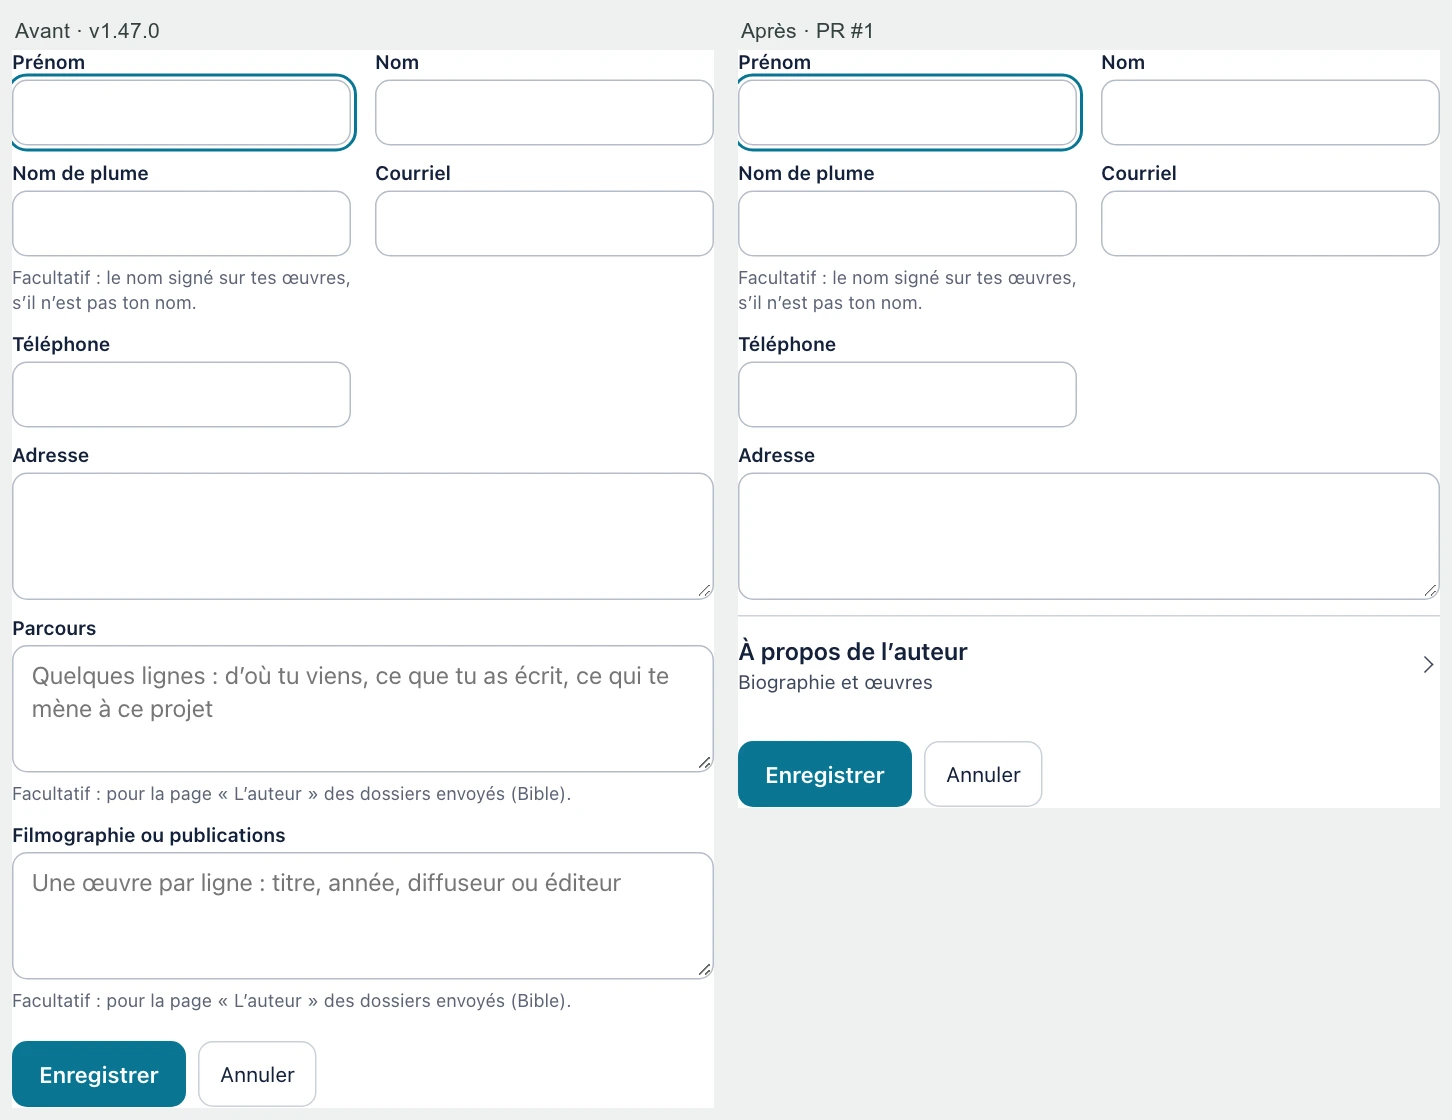 Avant · v1.47.0
Prénom
Nom
Nom de plume
Courriel
Facultatif : le nom signé sur tes œuvres,
s’il n’est pas ton nom.
Téléphone
Adresse
Parcours
Quelques lignes : d’où tu viens, ce que tu as écrit, ce qui te
mène à ce projet
Facultatif : pour la page « L’auteur » des dossiers envoyés (Bible).
Filmographie ou publications
Une œuvre par ligne : titre, année, diffuseur ou éditeur
Facultatif : pour la page « L’auteur » des dossiers envoyés (Bible).
Enregistrer
Annuler
Après · PR #1
Prénom
Nom
Nom de plume
Courriel
Facultatif : le nom signé sur tes œuvres,
s’il n’est pas ton nom.
Téléphone
Adresse
À propos de l’auteur
Biographie et œuvres
Enregistrer
Annuler